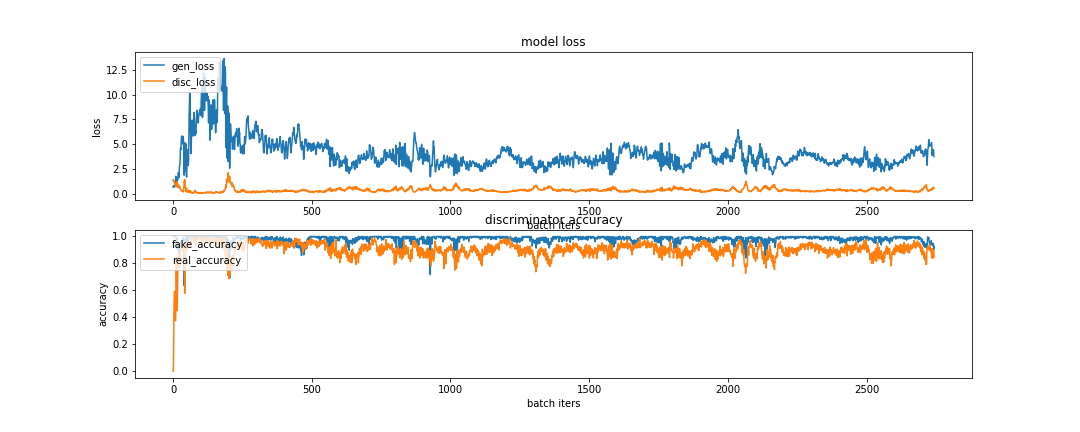 model loss
gen_loss
disc_loss
loss
12.5
10.0
7.5
5.0
2.5
0.0
0 500 1000 1500 2000 2500
batch iters
discriminator accuracy
fake_accuracy
real_accuracy
accuracy
1.0
0.8
0.6
0.4
0.2
0.0
0 500 1000 1500 2000 2500
batch iters